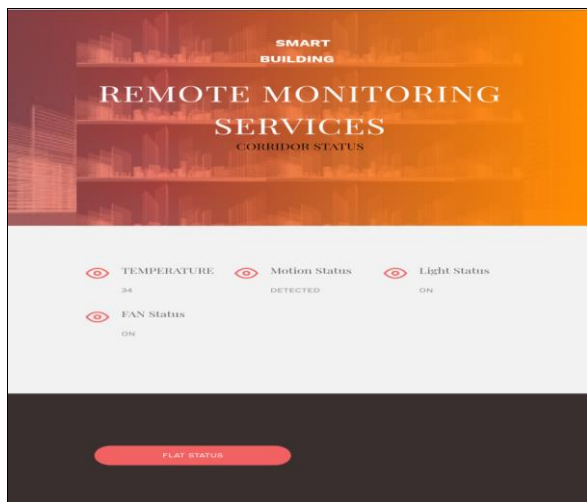 SMART
BUILDING
REMOTE MONITORING
SERVICES
CORRIDOR STATUS
TEMPERATURE
34
Motion Status
DETECTED
Light Status
ON
FAN Status
ON
FLAT STATUS